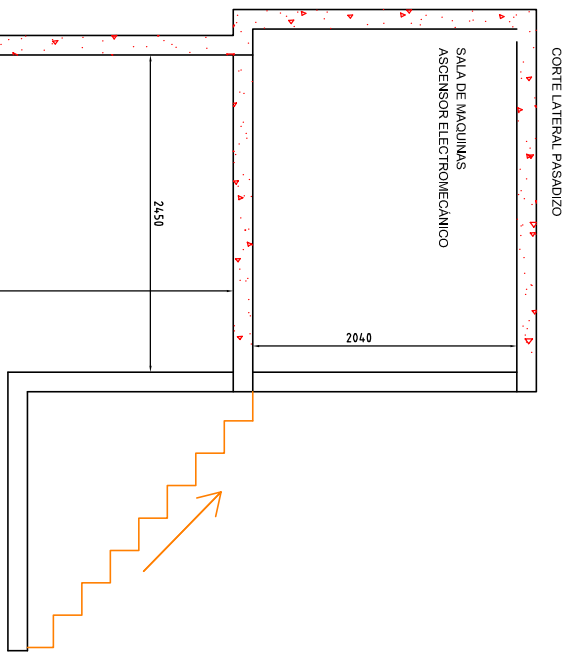 CORTE LATERAL PASADIZO
SALA DE MAQUINAS
ASCENSOR ELECTROMECÁNICO
2450
2040